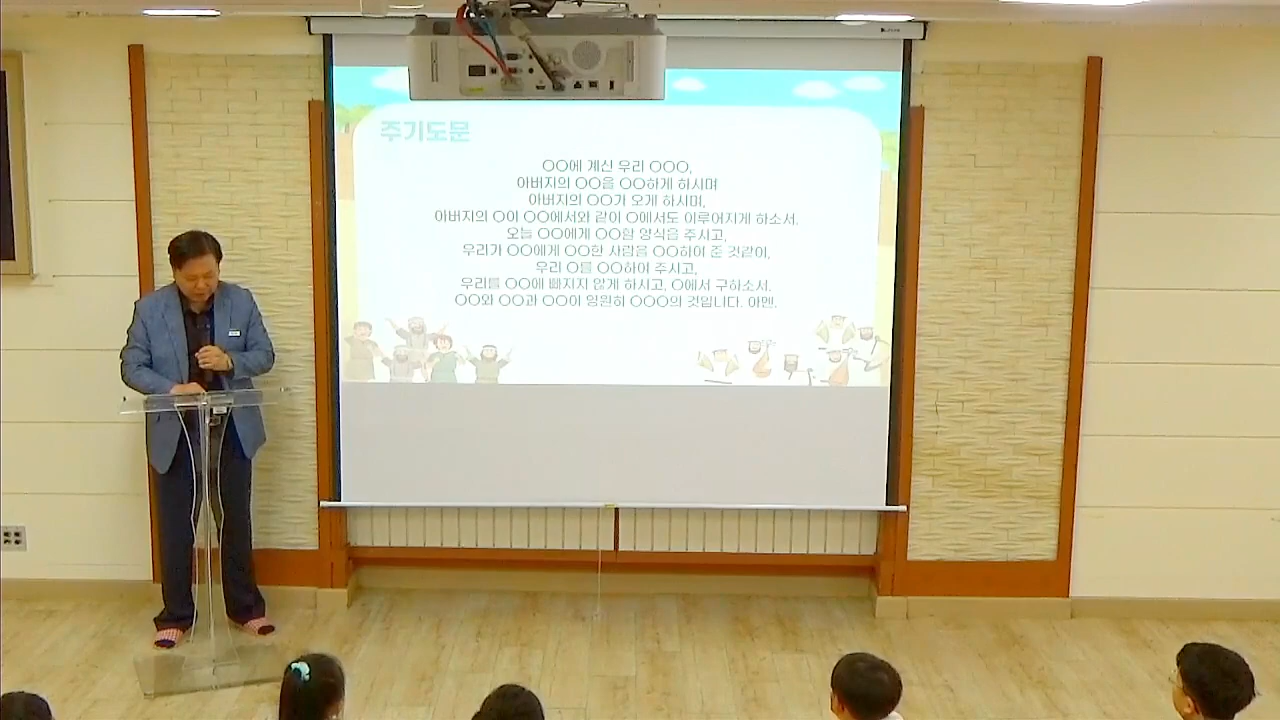 주기도문
OO에 계신 우리 OOO,
아버지의 OO을 OO하게 하시며
아버지의 OO가 오게 하시며,
아버지의 O이 OO에서와 같이 O에서도 이루어지게 하소서.
오늘 OO에게 OO할 양식을 주시고,
우리가 OO에게 OO한 사람을 OO하여 준 것같이,
우리 O를 OO하여 주시고,
우리를 OO에 빠지지 않게 하시고, O에서 구하소서.
OO와 OO과 OO이 영원히 OOO의 것입니다. 아멘.